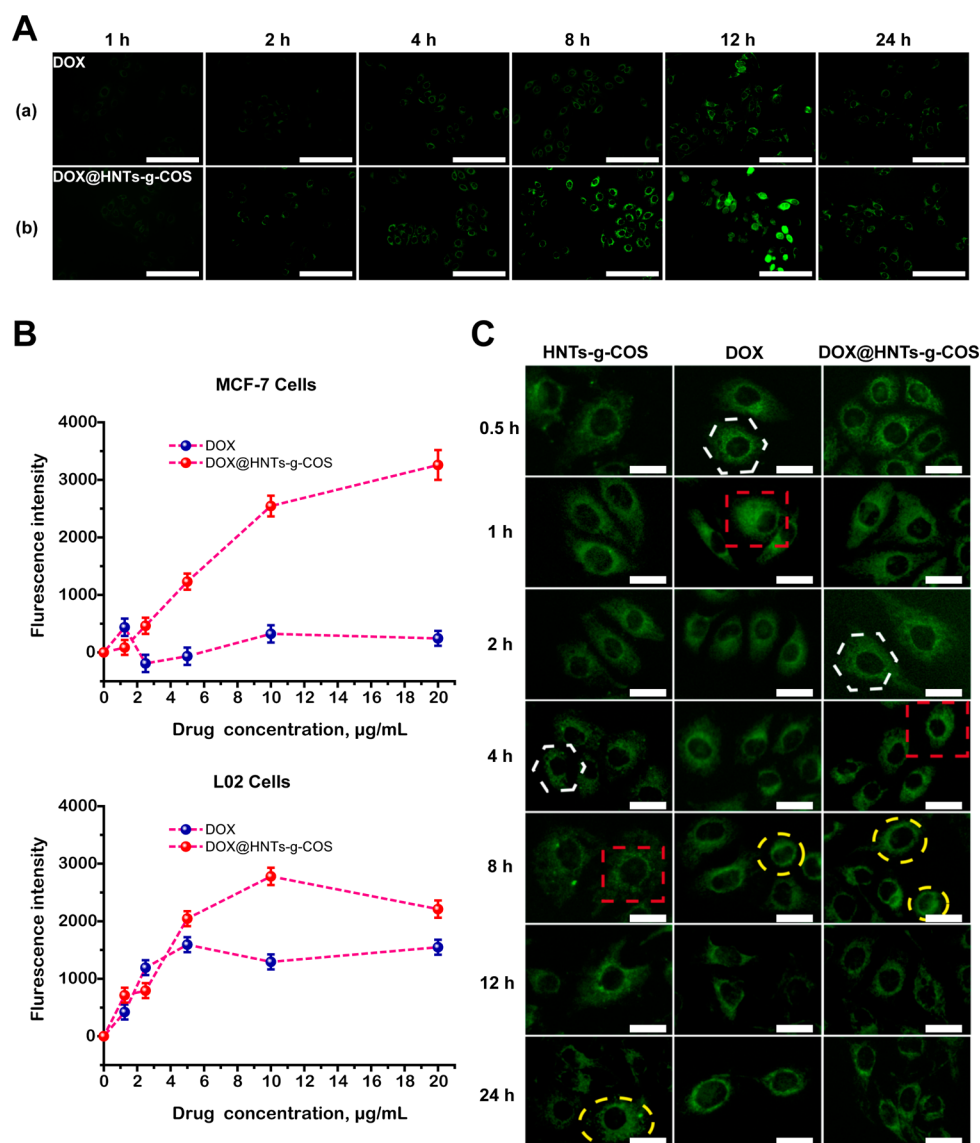 A
1 h 2 h 4 h 8 h 12 h 24 h
DOX
(a)
DOX@HNTs-g-COS
(b)
B
MCF-7 Cells
4000
3000
2000
1000
0
DOX
DOX@HNTs-g-COS
Flurescence intensity
0 2 4 6 8 10 12 14 16 18 20
Drug concentration, µg/mL
L02 Cells
4000
3000
2000
1000
0
DOX
DOX@HNTs-g-COS
Flurescence intensity
0 2 4 6 8 10 12 14 16 18 20
Drug concentration, µg/mL
C
HNTs-g-COS DOX DOX@HNTs-g-COS
0.5 h
1 h
2 h
4 h
8 h
12 h
24 h